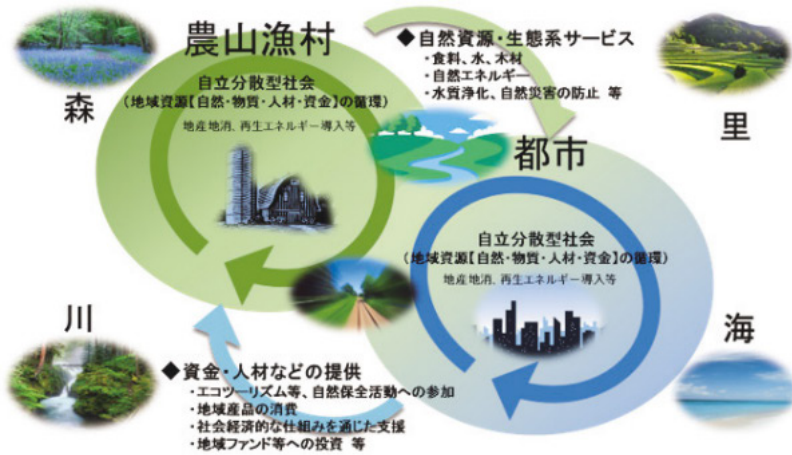 農山漁村
◆自然資源・生態系サービス
・食料、水、木材
・自然エネルギー
・水質浄化、自然災害の防止 等
森
自立分散型社会
(地域資源【自然・物質・人材・資金】の循環)
地産地消、再生エネルギー導入等
里
都市
自立分散型社会
(地域資源【自然・物質・人材・資金】の循環)
地産地消、再生エネルギー導入等
川
海
◆資金・人材などの提供
・エコツーリズム等、自然保全活動への参加
・地域産品の消費
・社会経済的な仕組みを通じた支援
・地域ファンド等への投資 等